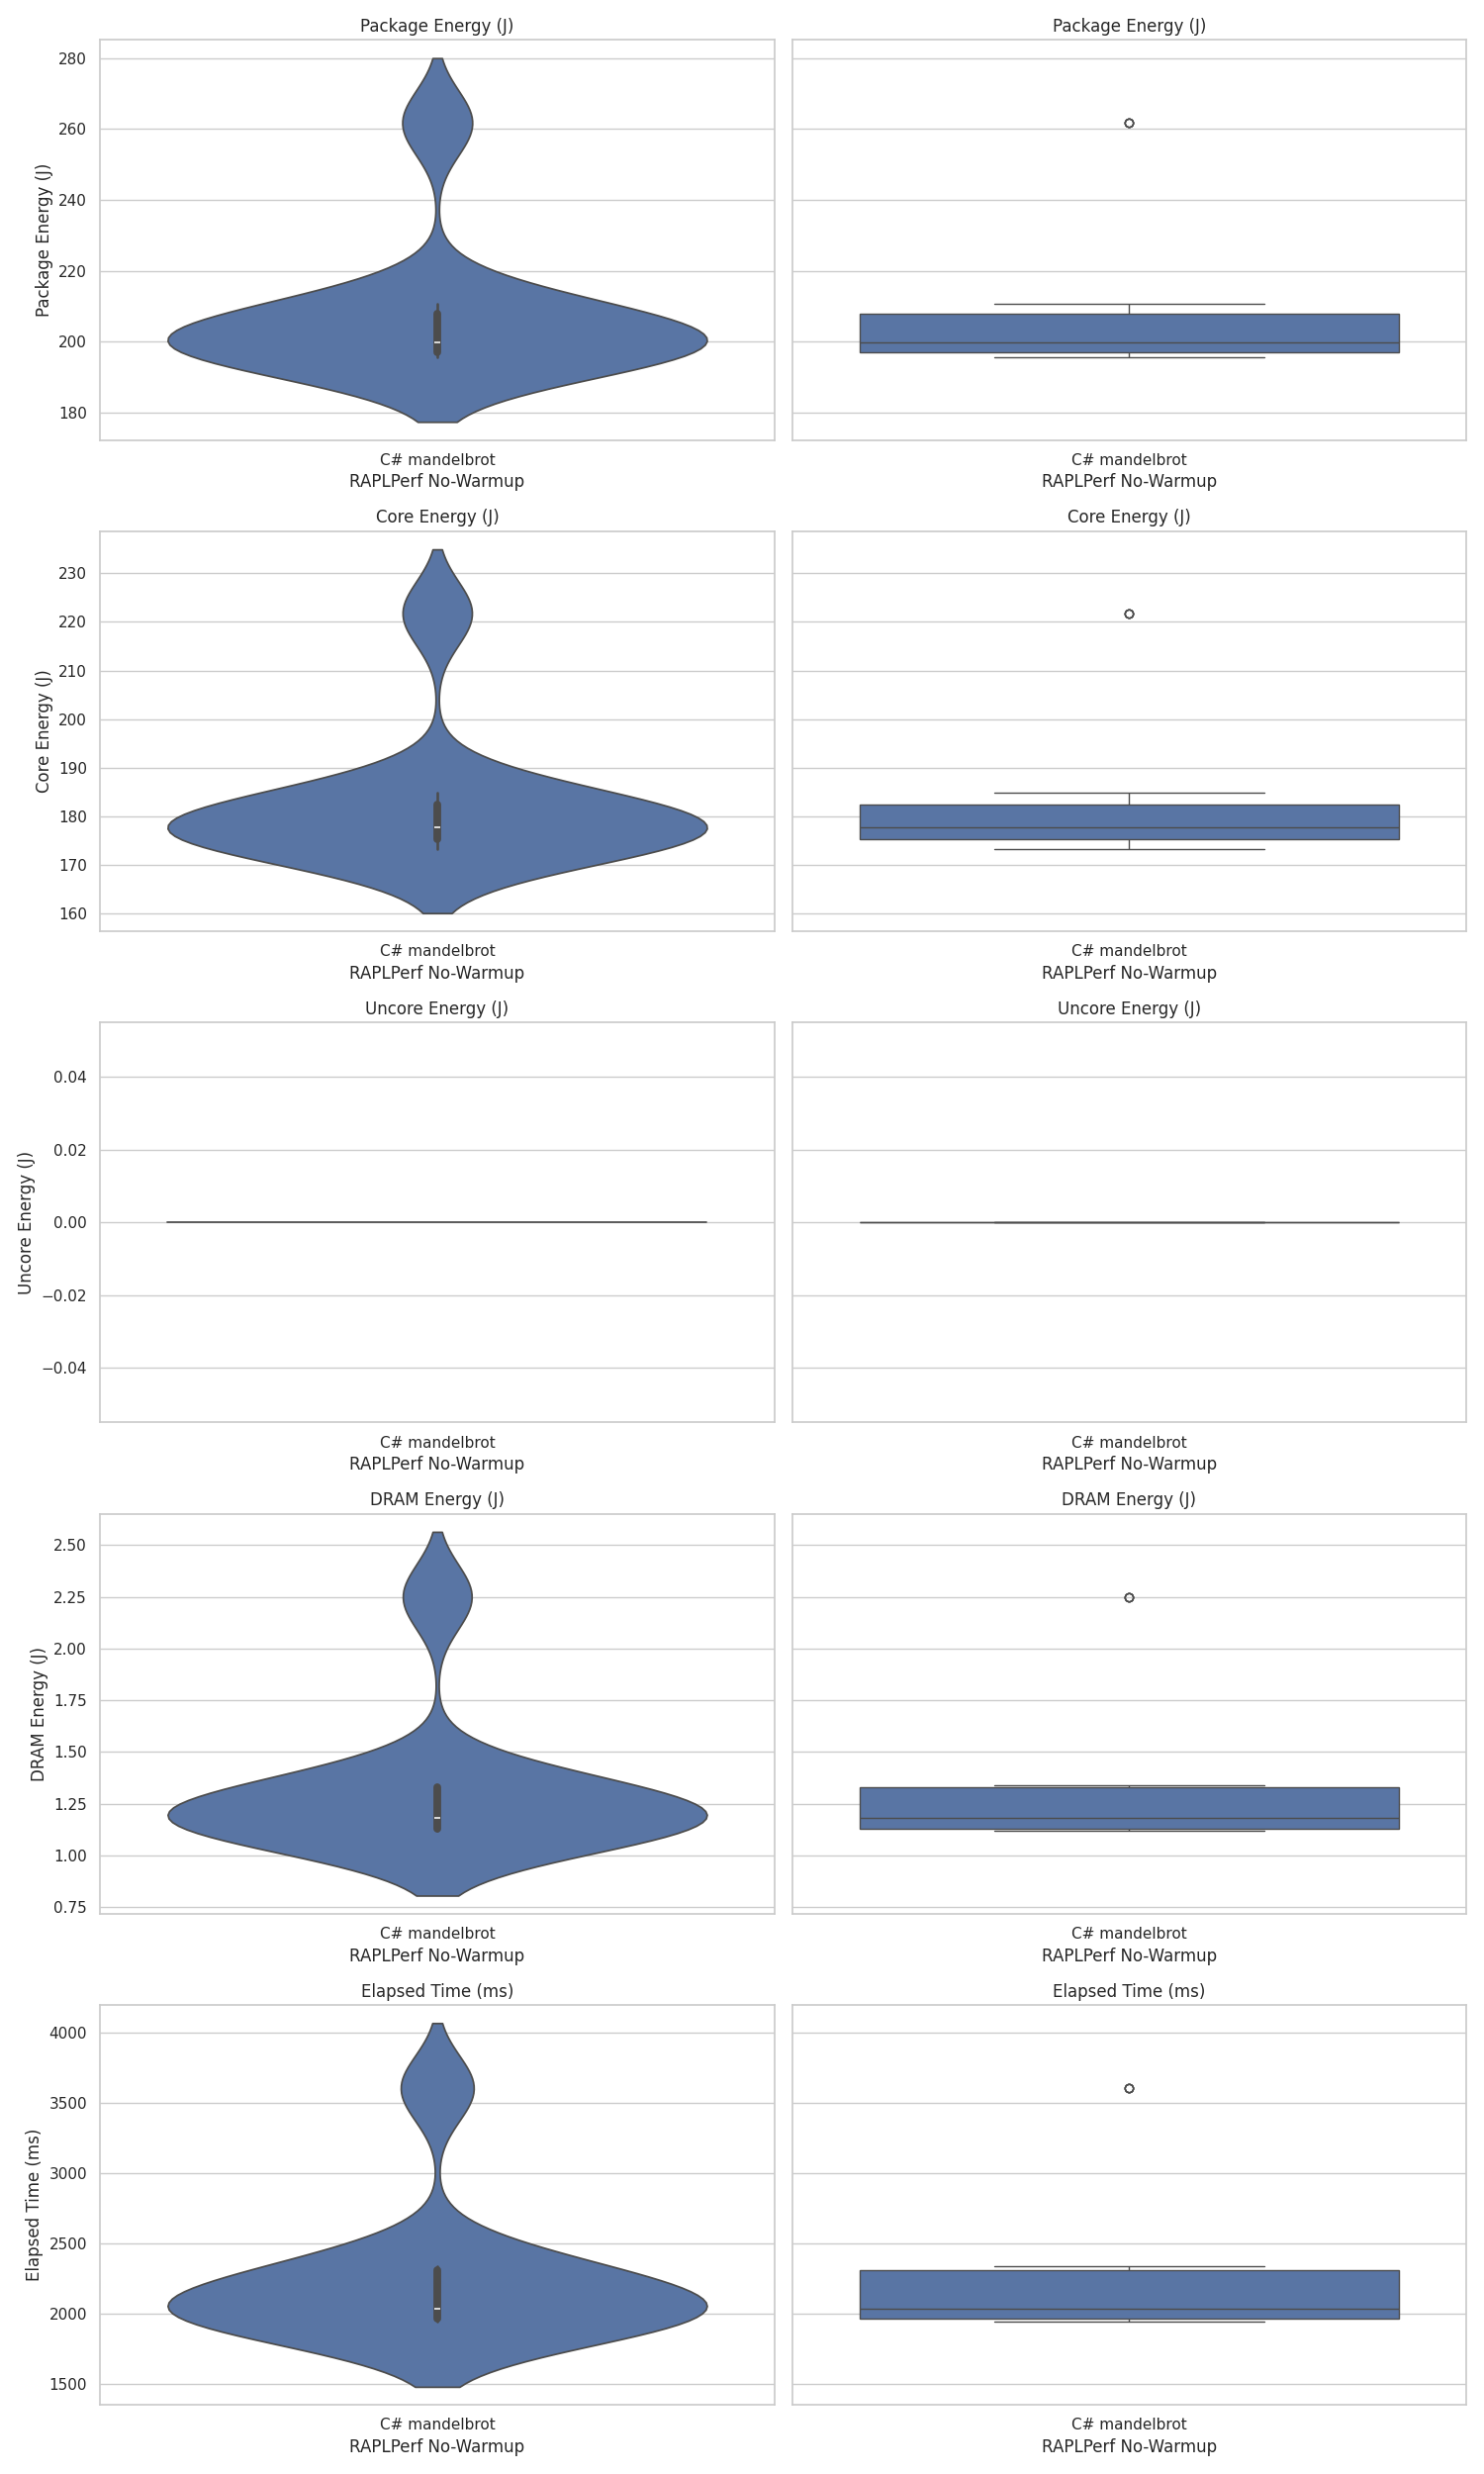 Package Energy (J)
Package Energy (J)
Package Energy (J)
280
260
240
220
200
180
C# mandelbrot
RAPLPerf No-Warmup
C# mandelbrot
RAPLPerf No-Warmup
Core Energy (J)
Core Energy (J)
Core Energy (J)
230
220
210
200
190
180
170
160
C# mandelbrot
RAPLPerf No-Warmup
C# mandelbrot
RAPLPerf No-Warmup
Uncore Energy (J)
Uncore Energy (J)
Uncore Energy (J)
0.04
0.02
0.00
−0.02
−0.04
C# mandelbrot
RAPLPerf No-Warmup
C# mandelbrot
RAPLPerf No-Warmup
DRAM Energy (J)
DRAM Energy (J)
DRAM Energy (J)
2.50
2.25
2.00
1.75
1.50
1.25
1.00
0.75
C# mandelbrot
RAPLPerf No-Warmup
C# mandelbrot
RAPLPerf No-Warmup
Elapsed Time (ms)
Elapsed Time (ms)
Elapsed Time (ms)
4000
3500
3000
2500
2000
1500
C# mandelbrot
RAPLPerf No-Warmup
C# mandelbrot
RAPLPerf No-Warmup